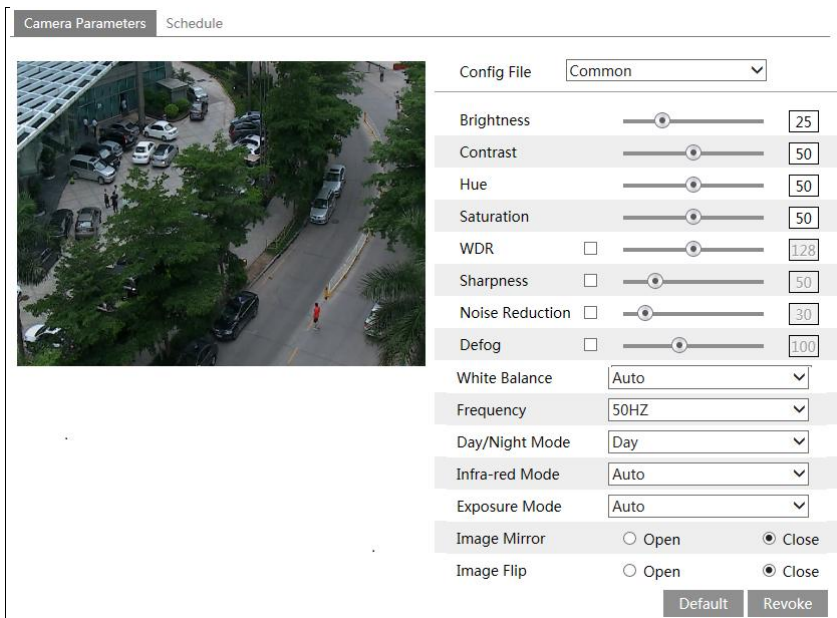 Camera Parameters Schedule
Config File Common
Brightness 25
Contrast 50
Hue 50
Saturation 50
WDR 128
Sharpness 50
Noise Reduction 30
Defog 100
White Balance Auto
Frequency 50HZ
Day/Night Mode Day
Infra-red Mode Auto
Exposure Mode Auto
Image Mirror Open Close
Image Flip Open Close
Default Revoke